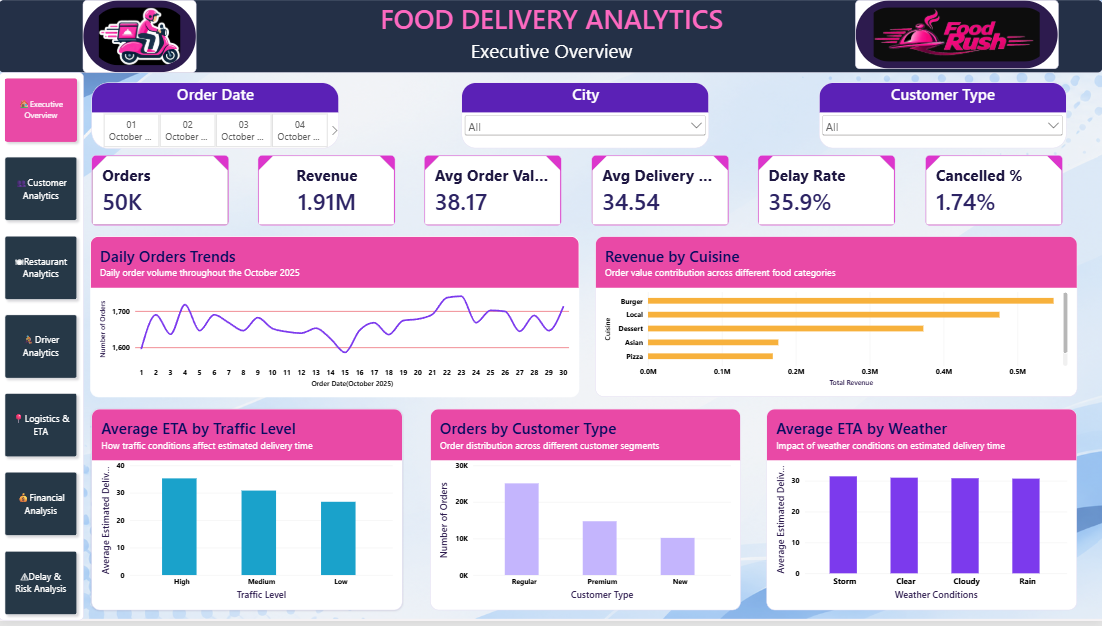 FOOD DELIVERY ANALYTICS
Executive Overview
Food
Rush
Executive
Overview
Customer
Analytics
Restaurant
Analytics
Driver
Analytics
Logistics &
ETA
Financial
Analysis
Delay &
Risk Analysis
Order Date
01
October ...
02
October ...
03
October ...
04
October ...
City
All
Customer Type
All
Orders
50K
Revenue
1.91M
Avg Order Val...
38.17
Avg Delivery ...
34.54
Delay Rate
35.9%
Cancelled %
1.74%
Daily Orders Trends
Daily order volume throughout the October 2025
Number of Orders
1,700
1,600
1 2 3 4 5 6 7 8 9 10 11 12 13 14 15 16 17 18 19 20 21 22 23 24 25 26 27 28 29 30
Order Date(October 2025)
Revenue by Cuisine
Order value contribution across different food categories
Cuisine
Burger
Local
Dessert
Asian
Pizza
0.0M 0.1M 0.2M 0.3M 0.4M 0.5M
Total Revenue
Average ETA by Traffic Level
How traffic conditions affect estimated delivery time
Average Estimated Deliv...
40
30
20
10
0
High Medium Low
Traffic Level
Orders by Customer Type
Order distribution across different customer segments
Number of Orders
30K
20K
10K
0K
Regular Premium New
Customer Type
Average ETA by Weather
Impact of weather conditions on estimated delivery time
Average Estimated Deliv...
30
20
10
0
Storm Clear Cloudy Rain
Weather Conditions